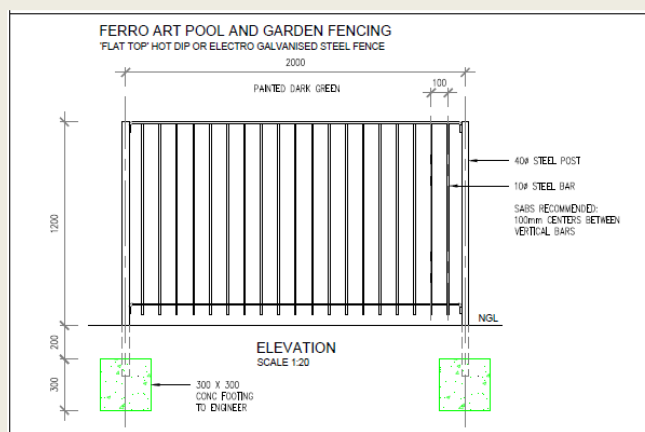 FERRO ART POOL AND GARDEN FENCING
'FLAT TOP' HOT DIP OR ELECTRO GALVANISED STEEL FENCE
2000
PAINTED DARK GREEN
100
1200
40ø STEEL POST
10ø STEEL BAR
SABS RECOMMENDED:
100mm CENTERS BETWEEN
VERTICAL BARS
NGL
200
ELEVATION
SCALE 1:20
300
300 X 300
CONC FOOTING
TO ENGINEER